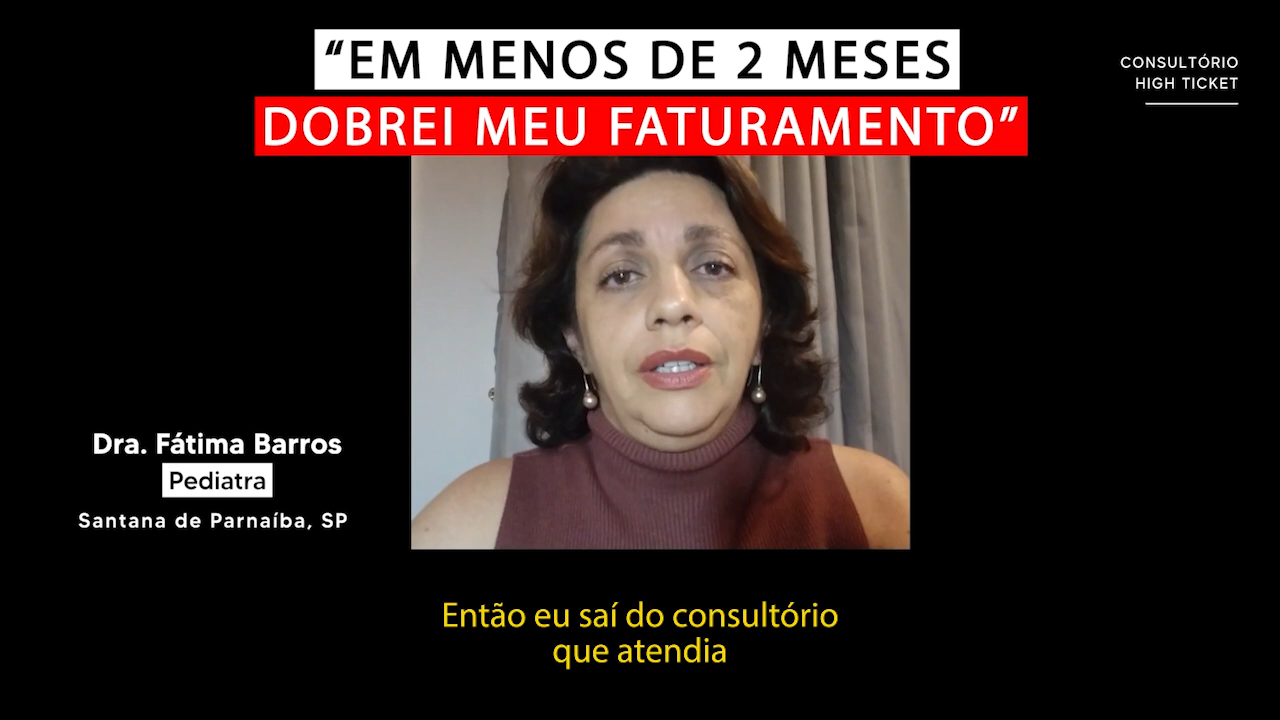 “EM MENOS DE 2 MESES
DOBREI MEU FATURAMENTO”
CONSULTÓRIO
HIGH TICKET
Dra. Fátima Barros
Pediatra
Santana de Parnaíba, SP
Então eu saí do consultório
que atendia